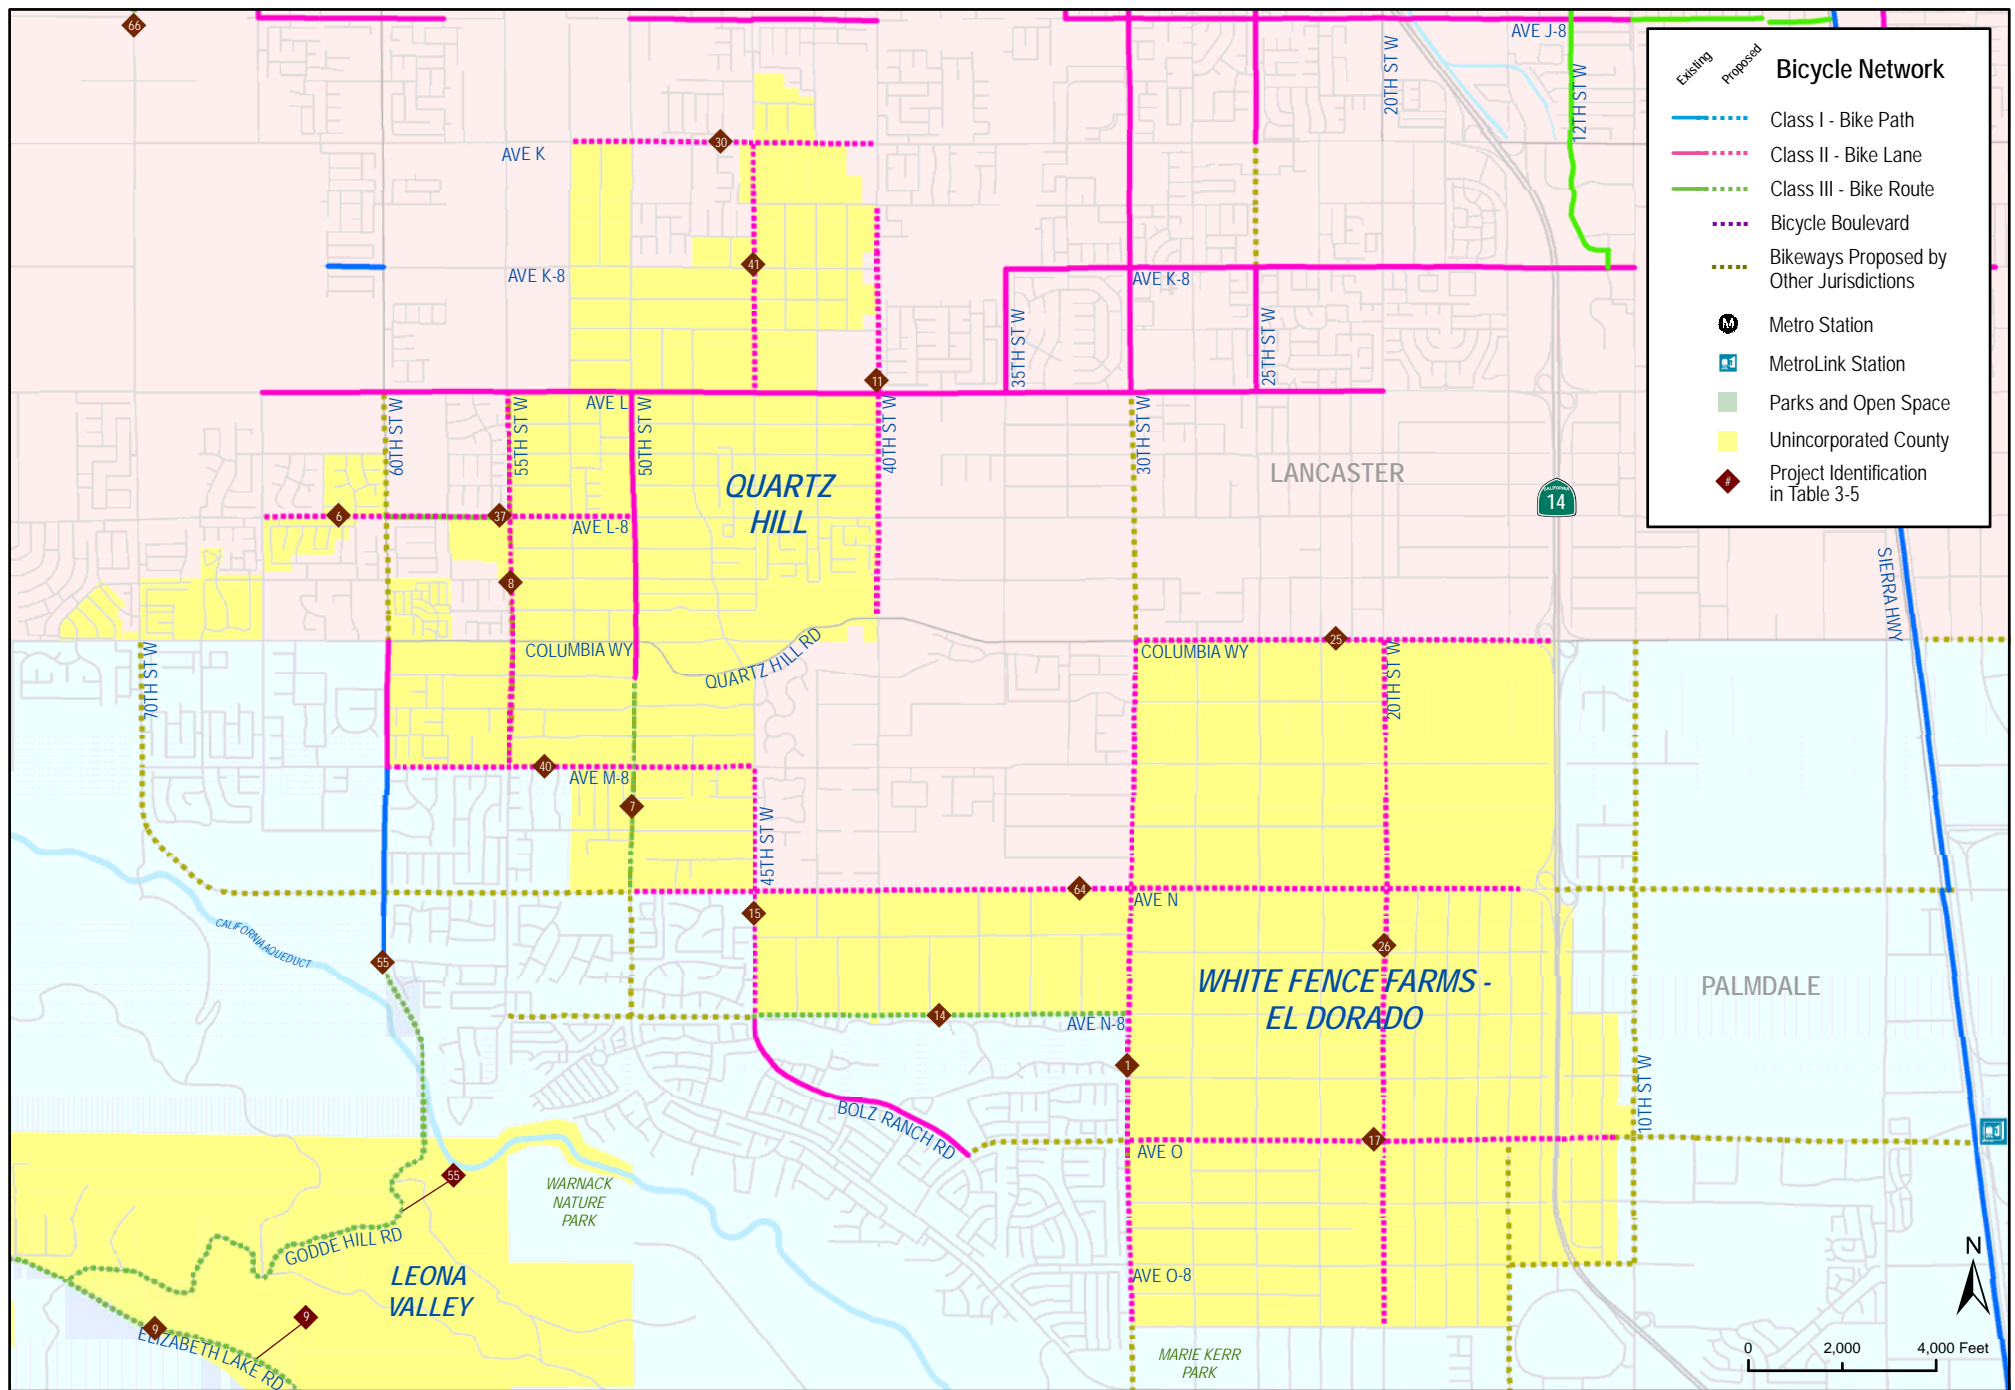 66
AVE J-8
20TH ST W
12TH ST W
Existing
Proposed
Bicycle Network
Class I - Bike Path
Class II - Bike Lane
Class III - Bike Route
Bicycle Boulevard
Bikeways Proposed by
Other Jurisdictions
M
Metro Station
MetroLink Station
Parks and Open Space
Unincorporated County
#
Project Identification
in Table 3-5
30
AVE K
41
AVE K-8
AVE K-8
35TH ST W
25TH ST W
11
AVE L
60TH ST W
55TH ST W
50TH ST W
40TH ST W
30TH ST W
QUARTZ
HILL
LANCASTER
CALIFORNIA
14
6
37
AVE L-8
8
SIERRA HWY
COLUMBIA WY
QUARTZ HILL RD
25
COLUMBIA WY
70TH ST W
20TH ST W
40
AVE M-8
7
45TH ST W
64
AVE N
15
CALIFORNIA AQUEDUCT
55
26
WHITE FENCE FARMS -
EL DORADO
PALMDALE
14
AVE N-8
1
10TH ST W
BOLZ RANCH RD
17
AVE O
55
WARNACK
NATURE
PARK
GODDE HILL RD
LEONA
VALLEY
AVE O-8
9
9
ELIZABETH LAKE RD
MARIE KERR
PARK
N
0 2,000 4,000 Feet